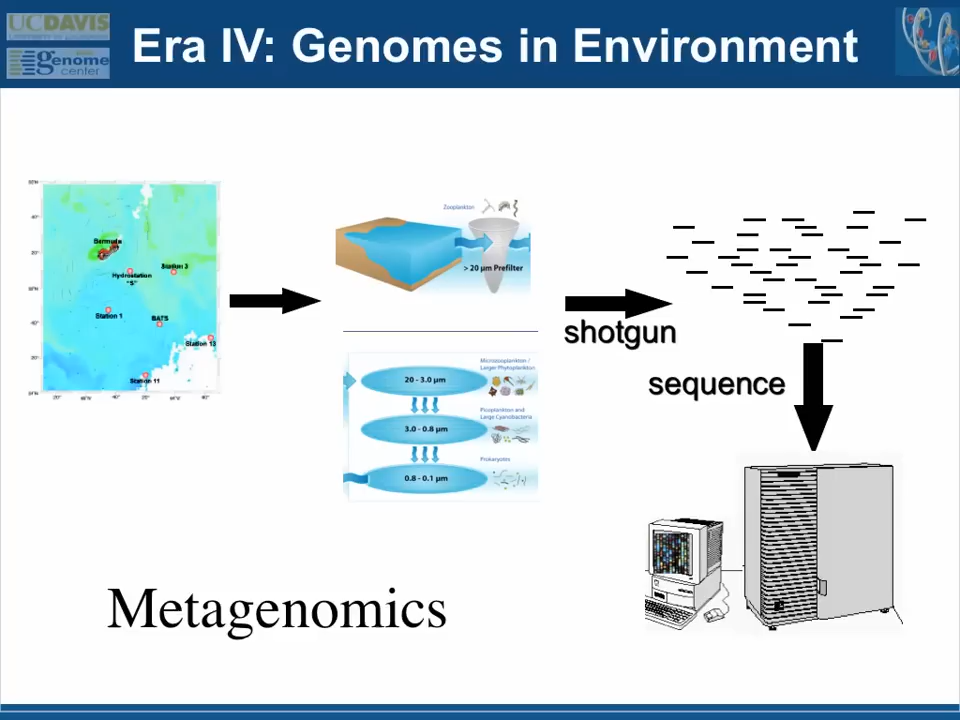 UCDAVIS
genome
center
Era IV: Genomes in Environment
Bermuda
Station 3
Hydrostation
"S"
Station 1
BATS
Station 13
Station 11
Zooplankton
> 20 µm Prefilter
Microzooplankton /
Larger Phytoplankton
20 - 3.0 µm
Picoplankton and
Large Cyanobacteria
3.0 - 0.8 µm
Prokaryotes
0.8 - 0.1 µm
shotgun
sequence
Metagenomics